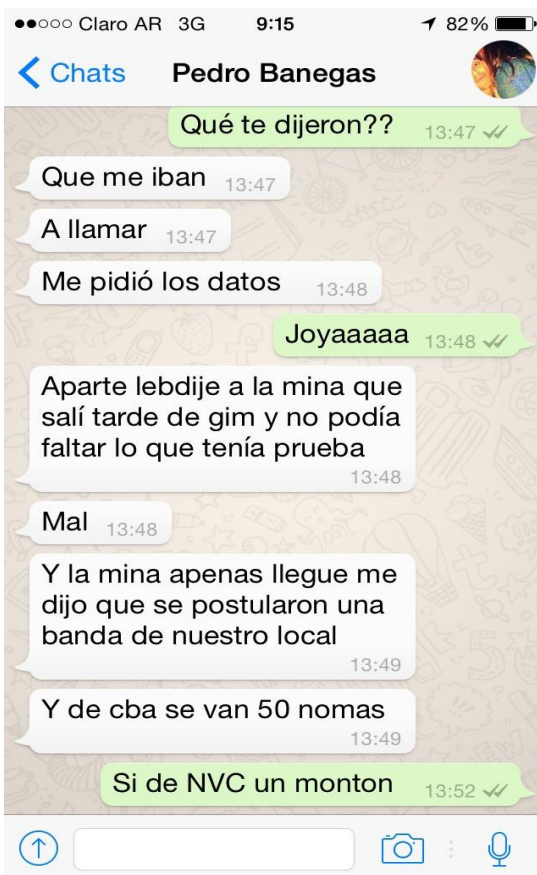 Claro AR 3G 9:15 82%
Chats Pedro Banegas
Qué te dijeron?? 13:47
Que me iban 13:47
A llamar 13:47
Me pidió los datos 13:48
Joyaaaaa 13:48
Aparte lebdije a la mina que
salí tarde de gim y no podía
faltar lo que tenía prueba
13:48
Mal 13:48
Y la mina apenas llegue me
dijo que se postularon una
banda de nuestro local
13:49
Y de cba se van 50 nomas
13:49
Si de NVC un monton 13:52